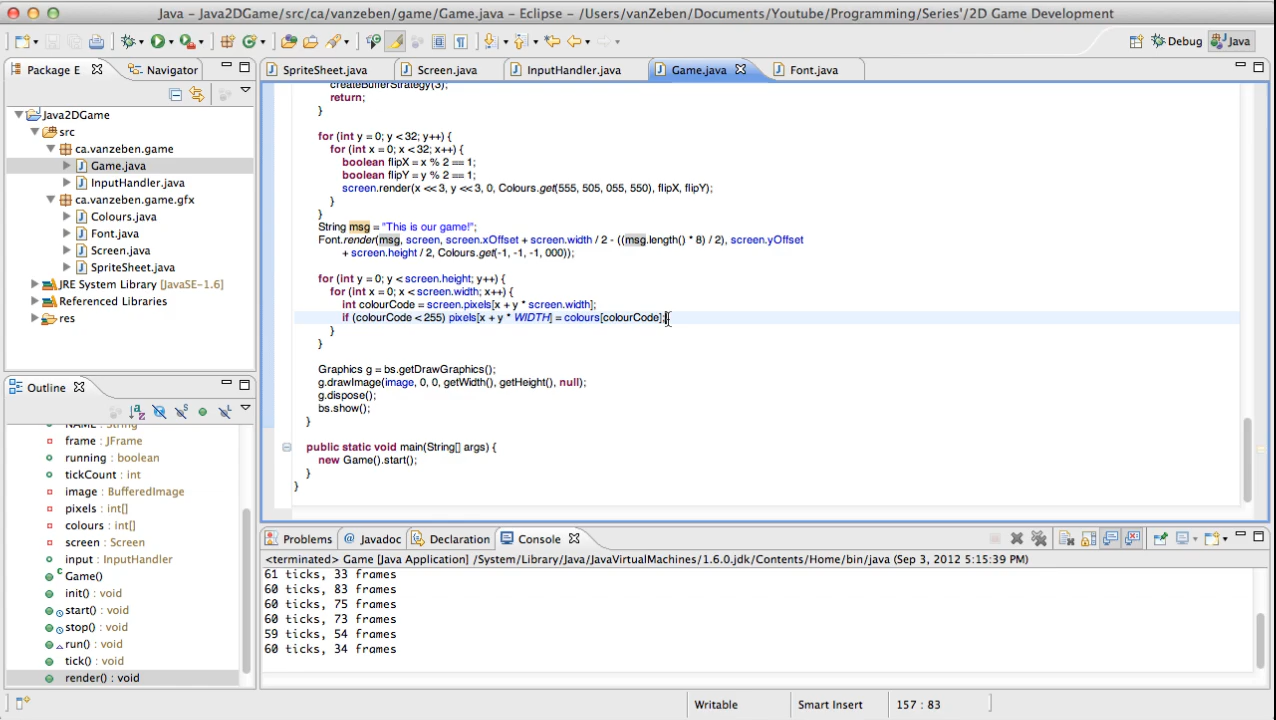 Java - Java2DGame/src/ca/vanzeben/game/Game.java - Eclipse - /Users/vanZeben/Documents/Youtube/Programming/Series'/2D Game Development
Debug
Java
Package E
Navigator
SpriteSheet.java
Screen.java
InputHandler.java
Game.java
Font.java
Java2DGame
src
ca.vanzeben.game
Game.java
InputHandler.java
ca.vanzeben.game.gfx
Colours.java
Font.java
Screen.java
SpriteSheet.java
JRE System Library [JavaSE-1.6]
Referenced Libraries
res
createBufferStrategy(3);
return;
}
for (int y = 0; y < 32; y++) {
for (int x = 0; x < 32; x++) {
boolean flipX = x % 2 == 1;
boolean flipY = y % 2 == 1;
screen.render(x << 3, y << 3, 0, Colours.get(555, 505, 055, 550), flipX, flipY);
}
}
String msg = "This is our game!";
Font.render(msg, screen, screen.xOffset + screen.width / 2 - ((msg.length() * 8) / 2), screen.yOffset
+ screen.height / 2, Colours.get(-1, -1, -1, 000));
for (int y = 0; y < screen.height; y++) {
for (int x = 0; x < screen.width; x++) {
int colourCode = screen.pixels[x + y * screen.width];
if (colourCode < 255) pixels[x + y * WIDTH] = colours[colourCode];
}
}
Graphics g = bs.getDrawGraphics();
g.drawImage(image, 0, 0, getWidth(), getHeight(), null);
g.dispose();
bs.show();
}
public static void main(String[] args) {
new Game().start();
}
}
Outline
NAME : String
frame : JFrame
running : boolean
tickCount : int
image : BufferedImage
pixels : int[]
colours : int[]
screen : Screen
input : InputHandler
Game()
init() : void
start() : void
stop() : void
run() : void
tick() : void
render() : void
Problems
Javadoc
Declaration
Console
<terminated> Game [Java Application] /System/Library/Java/JavaVirtualMachines/1.6.0.jdk/Contents/Home/bin/java (Sep 3, 2012 5:15:39 PM)
61 ticks, 33 frames
60 ticks, 83 frames
60 ticks, 75 frames
60 ticks, 73 frames
59 ticks, 54 frames
60 ticks, 34 frames
Writable
Smart Insert
157 : 83